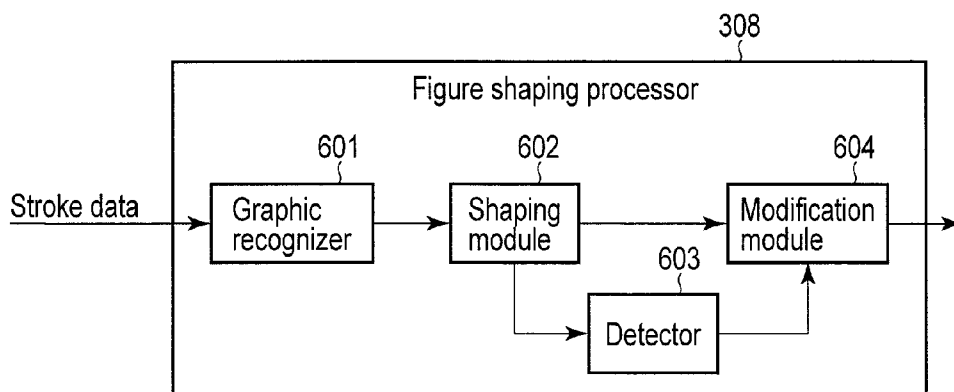 308
Figure shaping processor
601
602
604
Stroke data
Graphic
recognizer
Shaping
module
Modification
module
603
Detector